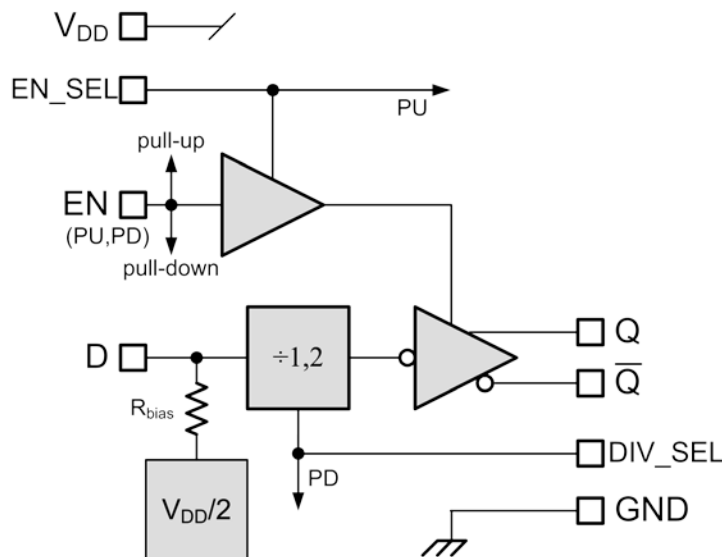 VDD
EN_SEL
PU
pull-up
EN
(PU,PD)
pull-down
D
÷1,2
Q
Q̅
Rbias
PD
DIV_SEL
VDD/2
GND